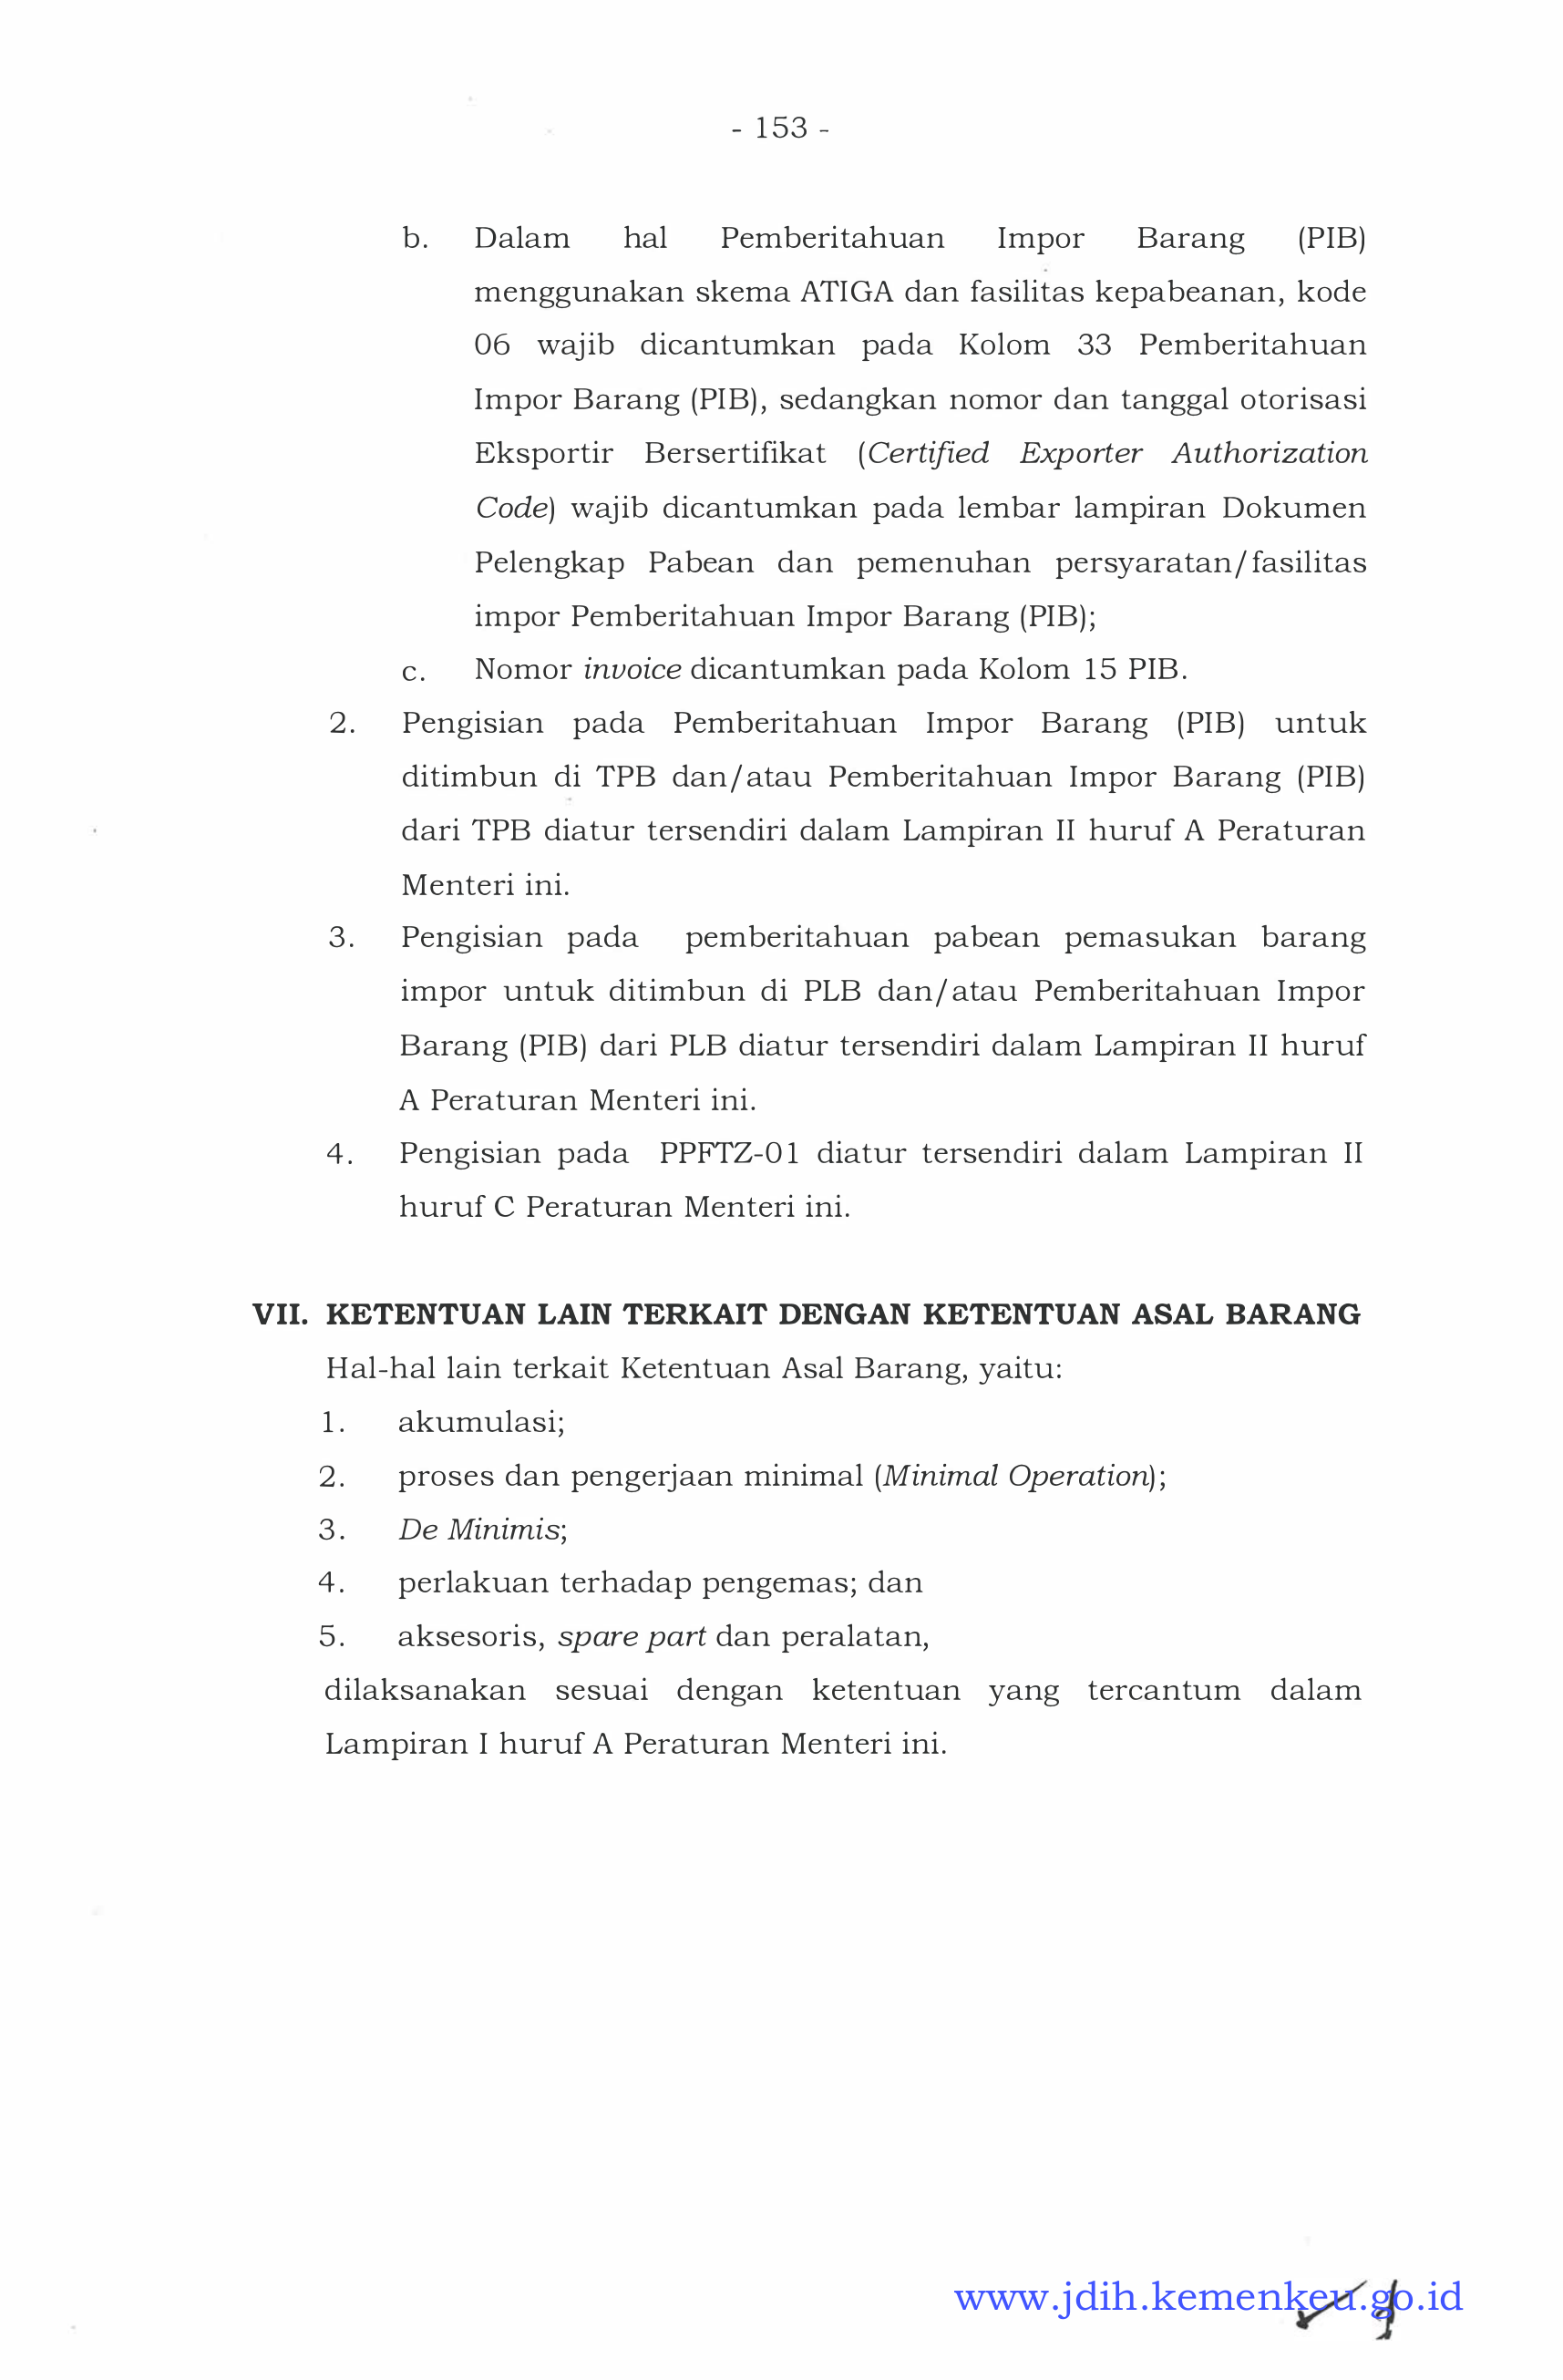 - 153 -
b. Dalam hal Pemberitahuan Impor Barang (PIB)
menggunakan skema ATIGA dan fasilitas kepabeanan, kode
06 wajib dicantumkan pada Kolom 33 Pemberitahuan
Impor Barang (PIB), sedangkan nomor dan tanggal otorisasi
Eksportir Bersertifikat (Certified Exporter Authorization
Code) wajib dicantumkan pada lembar lampiran Dokumen
Pelengkap Pabean dan pemenuhan persyaratan/fasilitas
impor Pemberitahuan Impor Barang (PIB);
c. Nomor invoice dicantumkan pada Kolom 15 PIB.
2. Pengisian pada Pemberitahuan Impor Barang (PIB) untuk
ditimbun di TPB dan/atau Pemberitahuan Impor Barang (PIB)
dari TPB diatur tersendiri dalam Lampiran II huruf A Peraturan
Menteri ini.
3. Pengisian pada pemberitahuan pabean pemasukan barang
impor untuk ditimbun di PLB dan/atau Pemberitahuan Impor
Barang (PIB) dari PLB diatur tersendiri dalam Lampiran II huruf
A Peraturan Menteri ini.
4. Pengisian pada PPFTZ-01 diatur tersendiri dalam Lampiran II
huruf C Peraturan Menteri ini.
VII. KETENTUAN LAIN TERKAIT DENGAN KETENTUAN ASAL BARANG
Hal-hal lain terkait Ketentuan Asal Barang, yaitu:
1. akumulasi;
2. proses dan pengerjaan minimal (Minimal Operation);
3. De Minimis;
4. perlakuan terhadap pengemas; dan
5. aksesoris, spare part dan peralatan,
dilaksanakan sesuai dengan ketentuan yang tercantum dalam
Lampiran I huruf A Peraturan Menteri ini.
www.jdih.kemenkeu.go.id